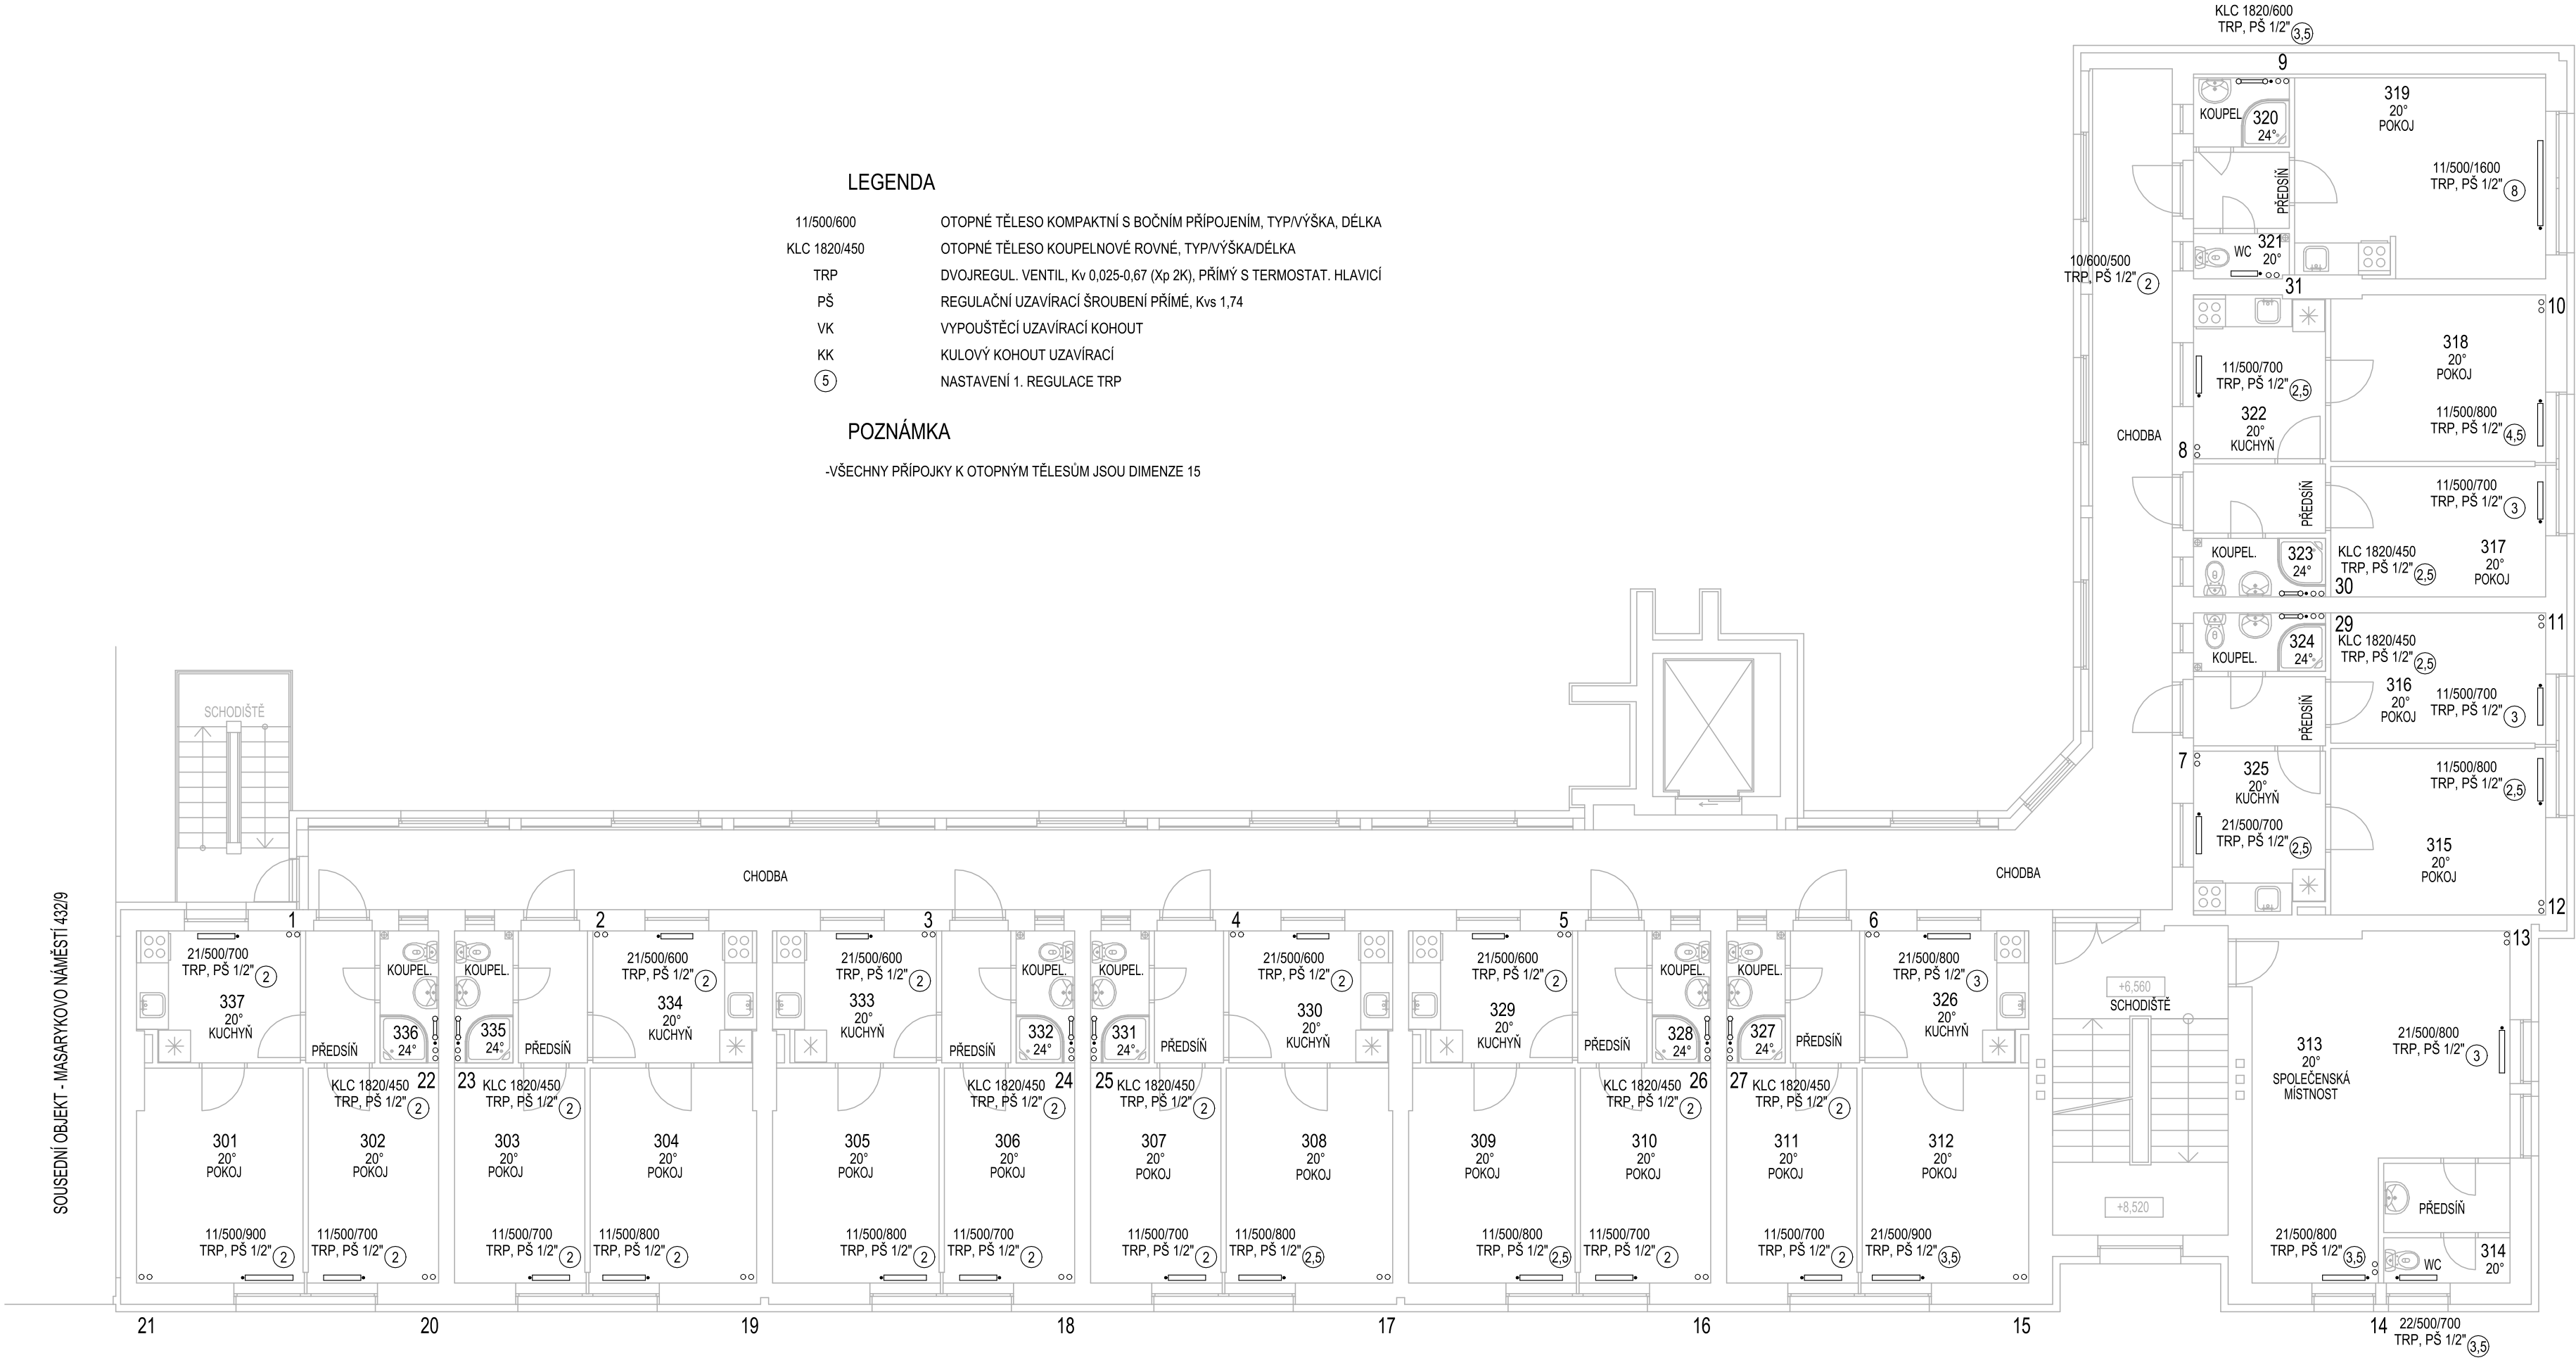 KLC 1820/600
TRP, PŠ 1/2" 3,5
9
319
20°
POKOJ
KOUPEL.
320
24°
11/500/1600
TRP, PŠ 1/2" 8
PŘEDSÍŇ
WC
321
20°
10/600/500
TRP, PŠ 1/2" 2
31
10
LEGENDA
11/500/600 OTOPNÉ TĚLESO KOMPAKTNÍ S BOČNÍM PŘÍPOJENÍM, TYP/VÝŠKA, DÉLKA
KLC 1820/450 OTOPNÉ TĚLESO KOUPELNOVÉ ROVNÉ, TYP/VÝŠKA/DÉLKA
TRP DVOJREGUL. VENTIL, Kv 0,025-0,67 (Xp 2K), PŘÍMÝ S TERMOSTAT. HLAVICÍ
PŠ REGULAČNÍ UZAVÍRACÍ ŠROUBENÍ PŘÍMÉ, Kvs 1,74
VK VYPOUŠTĚCÍ UZAVÍRACÍ KOHOUT
KK KULOVÝ KOHOUT UZAVÍRACÍ
5 NASTAVENÍ 1. REGULACE TRP
POZNÁMKA
-VŠECHNY PŘÍPOJKY K OTOPNÝM TĚLESŮM JSOU DIMENZE 15
318
20°
POKOJ
11/500/700
TRP, PŠ 1/2" 2,5
322
20°
KUCHYŇ
11/500/800
TRP, PŠ 1/2" 4,5
CHODBA
8
11/500/700
TRP, PŠ 1/2" 3
PŘEDSÍŇ
KOUPEL.
323
24°
KLC 1820/450
TRP, PŠ 1/2" 2,5
317
20°
POKOJ
30
29
11
324
24°
KOUPEL.
KLC 1820/450
TRP, PŠ 1/2" 2,5
316
20°
POKOJ
11/500/700
TRP, PŠ 1/2" 3
PŘEDSÍŇ
7
325
20°
KUCHYŇ
11/500/800
TRP, PŠ 1/2" 2,5
21/500/700
TRP, PŠ 1/2" 2,5
315
20°
POKOJ
12
SCHODIŠTĚ
CHODBA
CHODBA
SOUSEDNÍ OBJEKT - MASARYKOVO NÁMĚSTÍ 432/9
1
2
3
4
5
6
13
21/500/700
TRP, PŠ 1/2" 2
337
20°
KUCHYŇ
PŘEDSÍŇ
KOUPEL.
336
24°
KOUPEL.
335
24°
PŘEDSÍŇ
21/500/600
TRP, PŠ 1/2" 2
334
20°
KUCHYŇ
21/500/600
TRP, PŠ 1/2" 2
333
20°
KUCHYŇ
PŘEDSÍŇ
KOUPEL.
332
24°
KOUPEL.
331
24°
PŘEDSÍŇ
21/500/600
TRP, PŠ 1/2" 2
330
20°
KUCHYŇ
21/500/600
TRP, PŠ 1/2" 2
329
20°
KUCHYŇ
PŘEDSÍŇ
KOUPEL.
328
24°
KOUPEL.
327
24°
PŘEDSÍŇ
21/500/800
TRP, PŠ 1/2" 3
326
20°
KUCHYŇ
+6,560
SCHODIŠTĚ
+8,520
313
20°
SPOLEČENSKÁ
MÍSTNOST
21/500/800
TRP, PŠ 1/2" 3
KLC 1820/450 22
TRP, PŠ 1/2" 2
23 KLC 1820/450
TRP, PŠ 1/2" 2
KLC 1820/450 24
TRP, PŠ 1/2" 2
25 KLC 1820/450
TRP, PŠ 1/2" 2
KLC 1820/450 26
TRP, PŠ 1/2" 2
27 KLC 1820/450
TRP, PŠ 1/2" 2
301
20°
POKOJ
302
20°
POKOJ
303
20°
POKOJ
304
20°
POKOJ
305
20°
POKOJ
306
20°
POKOJ
307
20°
POKOJ
308
20°
POKOJ
309
20°
POKOJ
310
20°
POKOJ
311
20°
POKOJ
312
20°
POKOJ
11/500/900
TRP, PŠ 1/2" 2
11/500/700
TRP, PŠ 1/2" 2
11/500/700
TRP, PŠ 1/2" 2
11/500/800
TRP, PŠ 1/2" 2
11/500/800
TRP, PŠ 1/2" 2
11/500/700
TRP, PŠ 1/2" 2
11/500/700
TRP, PŠ 1/2" 2
11/500/800
TRP, PŠ 1/2" 2,5
11/500/800
TRP, PŠ 1/2" 2,5
11/500/700
TRP, PŠ 1/2" 2
11/500/700
TRP, PŠ 1/2" 2
21/500/900
TRP, PŠ 1/2" 3,5
21/500/800
TRP, PŠ 1/2" 3,5
PŘEDSÍŇ
WC
314
20°
21
20
19
18
17
16
15
14
22/500/700
TRP, PŠ 1/2" 3,5